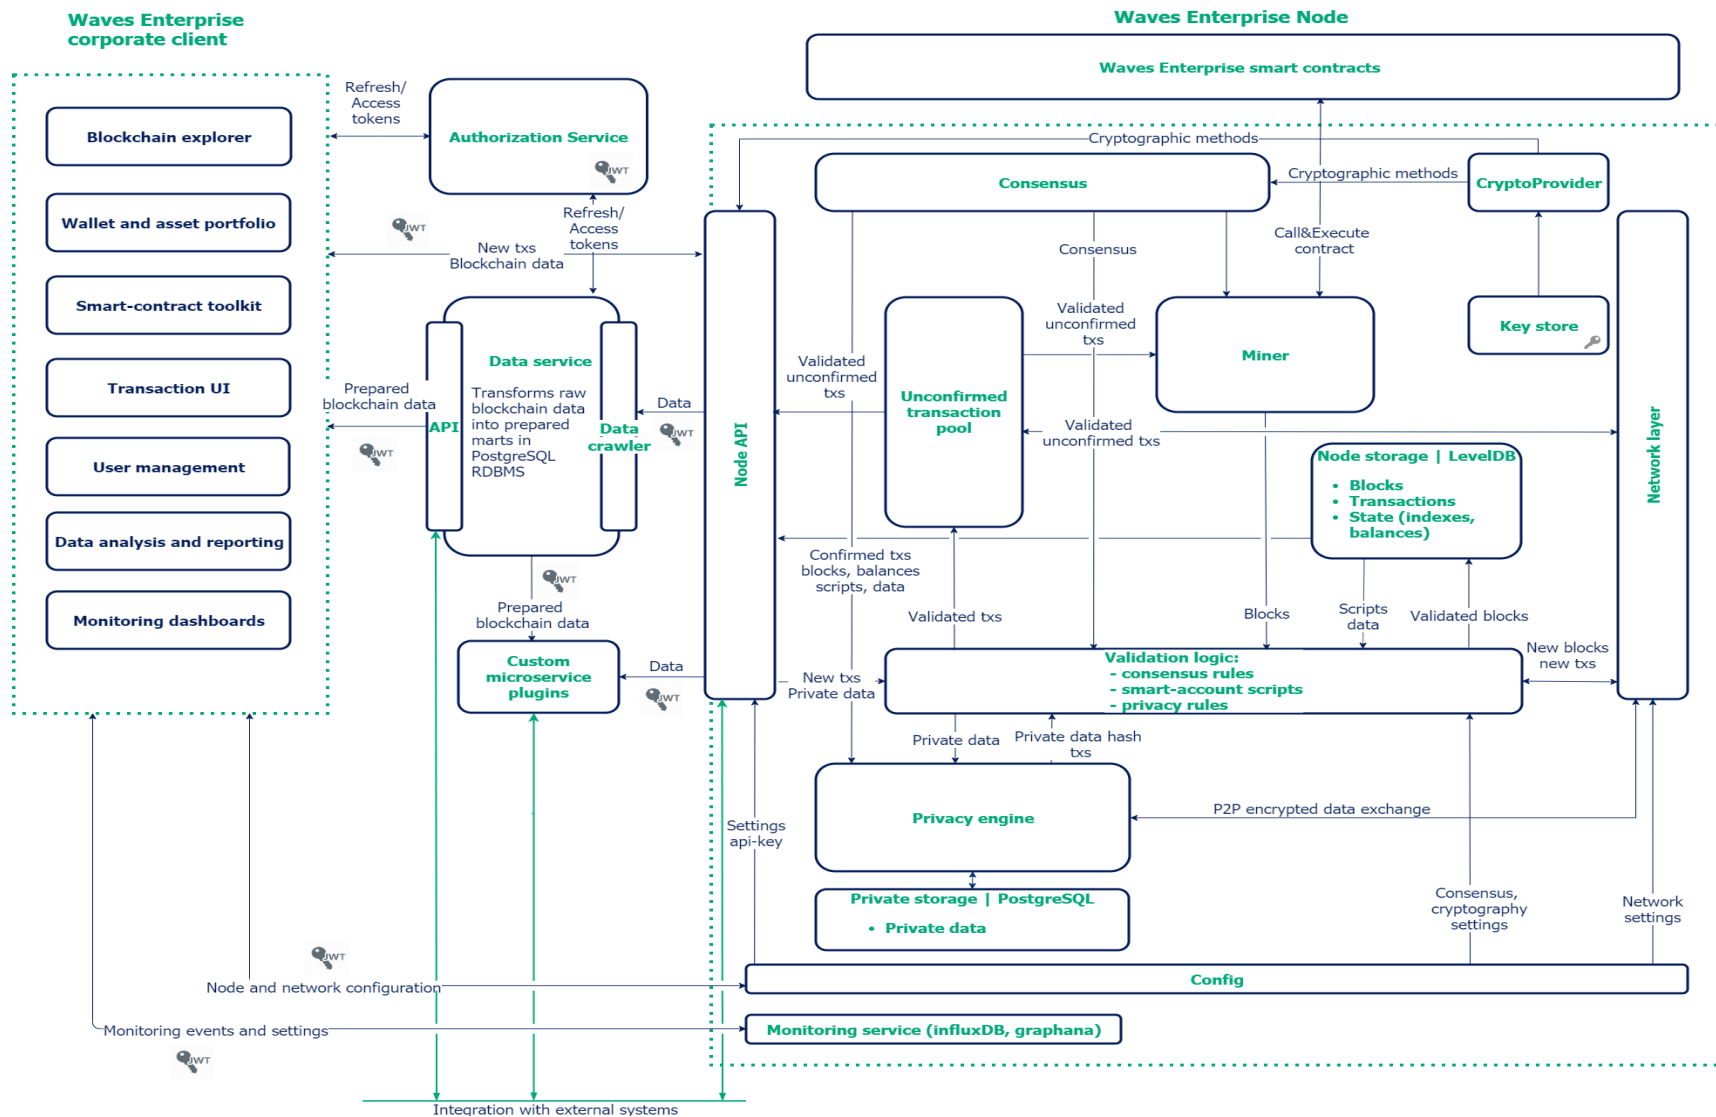 Waves Enterprise
corporate client
Blockchain explorer
Wallet and asset portfolio
Smart-contract toolkit
Transaction UI
User management
Data analysis and reporting
Monitoring dashboards
Refresh/
Access
tokens
Authorization Service
JWT
Refresh/
Access
tokens
JWT
New txs
Blockchain data
Data service
Transforms raw
blockchain data
into prepared
marts in
PostgreSQL
RDBMS
API
Data
crawler
Prepared
blockchain data
JWT
Data
JWT
JWT
Prepared
blockchain data
Custom
microservice
plugins
Data
JWT
Waves Enterprise Node
Waves Enterprise smart contracts
Cryptographic methods
Consensus
Cryptographic methods
CryptoProvider
Key store
Call&Execute
contract
Consensus
Node API
Validated
unconfirmed
txs
Unconfirmed
transaction
pool
Validated
unconfirmed
txs
Miner
Validated
unconfirmed txs
Network layer
Node storage | LevelDB
• Blocks
• Transactions
• State (indexes,
balances)
Confirmed txs
blocks, balances
scripts, data
Validated txs
Blocks
Scripts
data
Validated blocks
New txs
Private data
Validation logic:
- consensus rules
- smart-account scripts
- privacy rules
New blocks
new txs
Private data
Private data hash
txs
Privacy engine
P2P encrypted data exchange
Settings
api-key
Private storage | PostgreSQL
• Private data
Consensus,
cryptography
settings
Network
settings
JWT
Node and network configuration
Config
Monitoring events and settings
JWT
Monitoring service (influxDB, graphana)
Integration with external systems